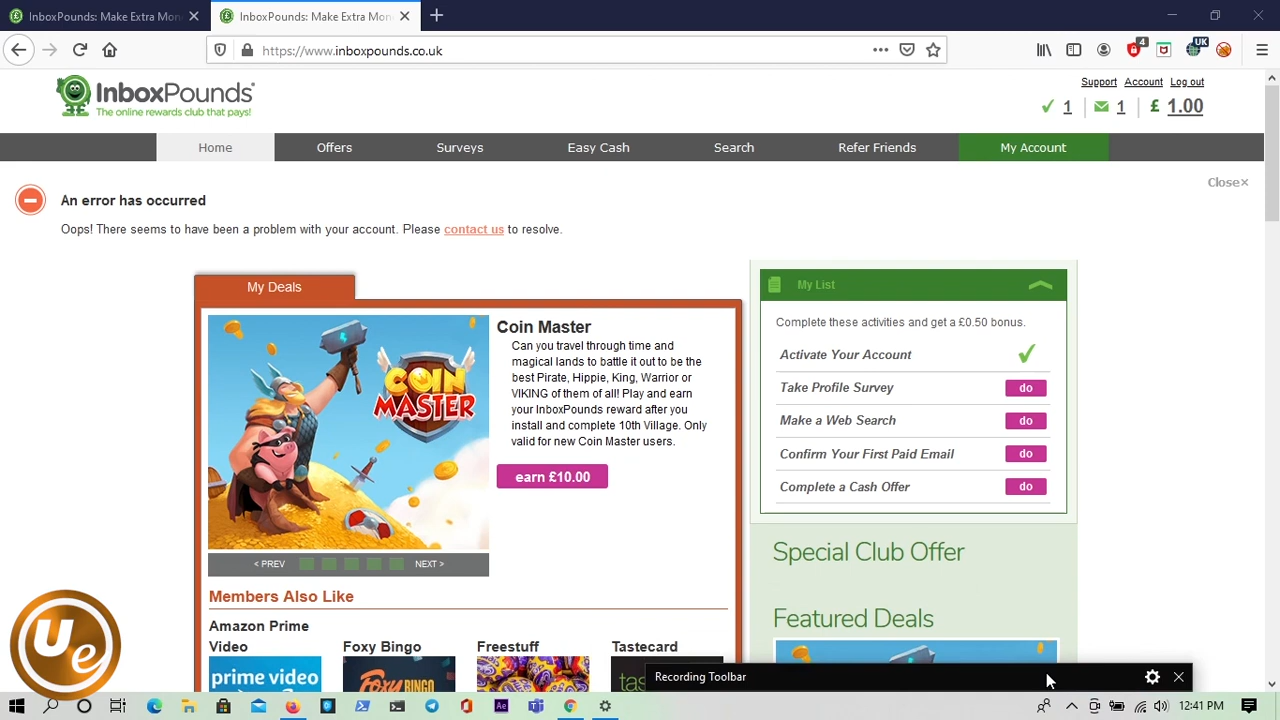 InboxPounds: Make Extra Mon
InboxPounds: Make Extra Mon
https://www.inboxpounds.co.uk
4
UK
InboxPounds®
The online rewards club that pays!
Support Account Log out
1 1 £ 1.00
Home Offers Surveys Easy Cash Search Refer Friends My Account
Close×
An error has occurred
Oops! There seems to have been a problem with your account. Please contact us to resolve.
My Deals
COIN
MASTER
Coin Master
Can you travel through time and
magical lands to battle it out to be the
best Pirate, Hippie, King, Warrior or
VIKING of them of all! Play and earn
your InboxPounds reward after you
install and complete 10th Village. Only
valid for new Coin Master users.
earn £10.00
< PREV NEXT >
My List
Complete these activities and get a £0.50 bonus.
Activate Your Account
Take Profile Survey do
Make a Web Search do
Confirm Your First Paid Email do
Complete a Cash Offer do
Special Club Offer
Featured Deals
Members Also Like
Amazon Prime
Video Foxy Bingo Freestuff Tastecard
prime video
Foxy
BINGO
tas
Ue
Recording Toolbar
Ae
12:41 PM